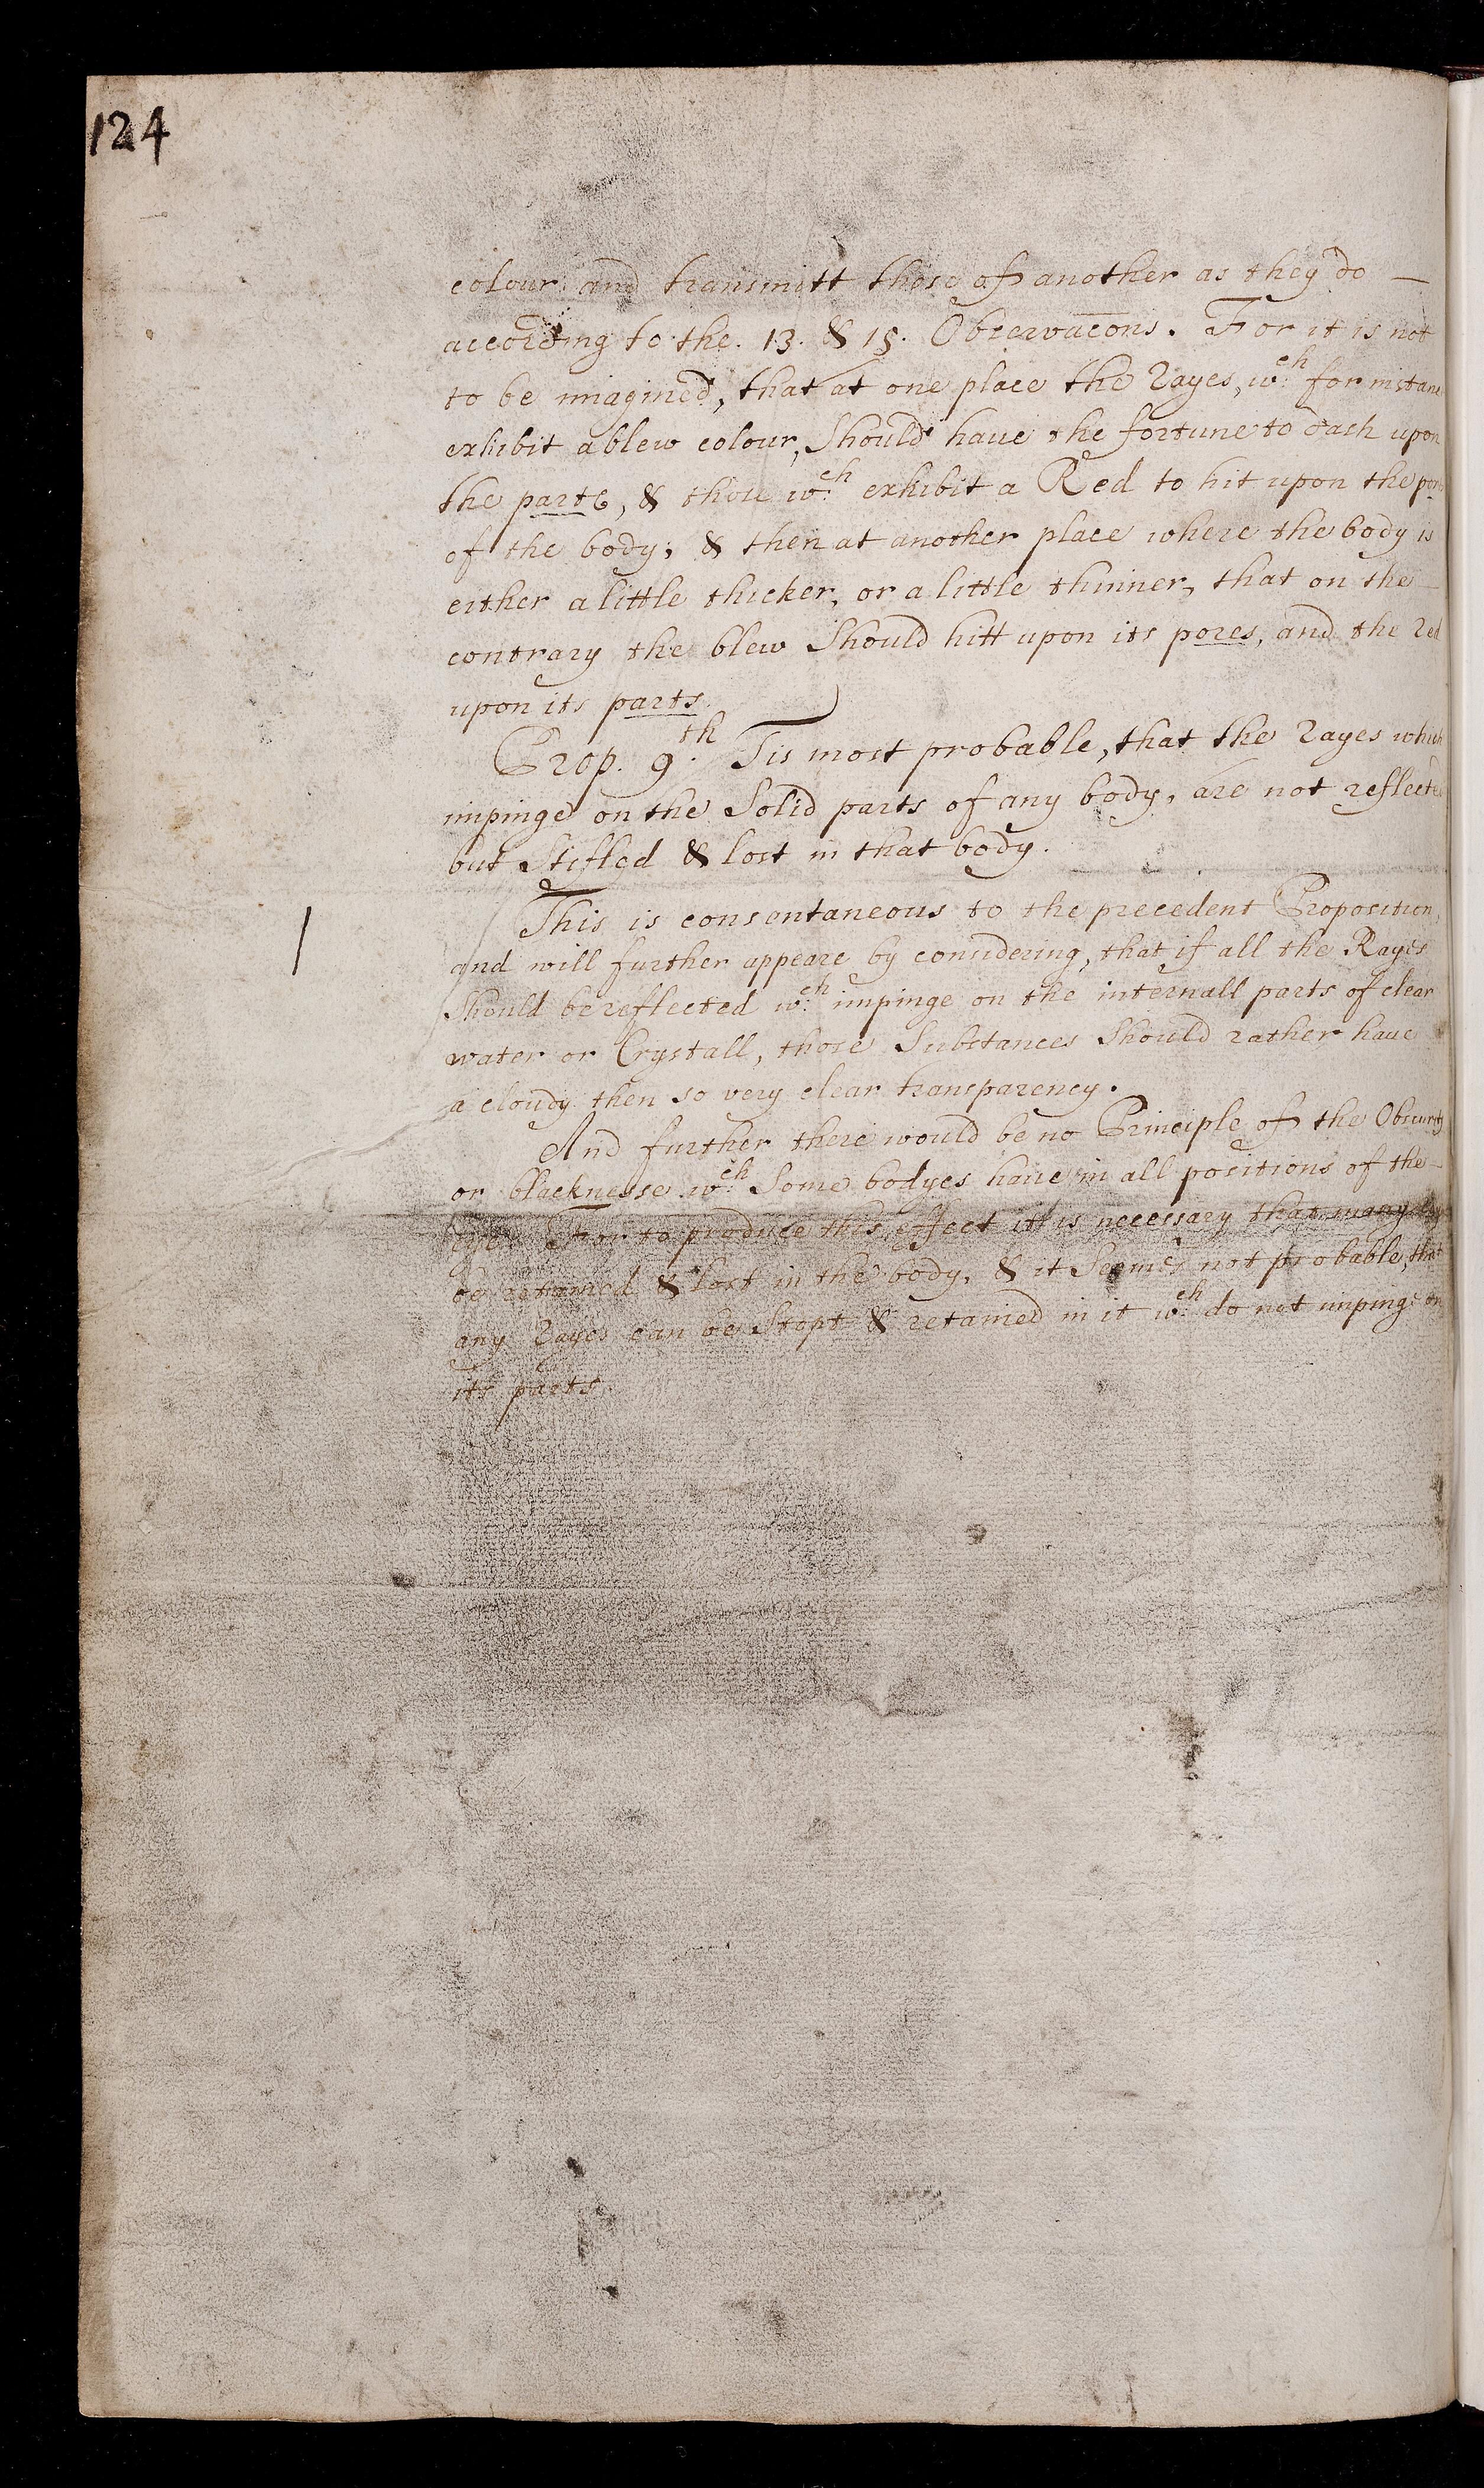 124
colour and transmitt those of another as they do —
according to the. 13. & 15. Observac̅ons. For it is not
to be imagined, that at one place the Rayes, wch for instance
exhibit a blew colour, Should have the fortune to dash upon
the parts, & those wch exhibit a Red to hit upon the pores
of the body; & then at another place where the body is
either a little thicker, or a little thinner, that on the —
contrary the blew Should hitt upon its pores, and the red
upon its parts.
Prop. 9th. Tis most probable, that the rayes which
impinge on the Solid parts of any body, are not reflected
but Stifled & lost in that body.
This is consentaneous to the precedent Proposition,
and will further appeare by considering, that if all the Rayes
Should be reflected wch impinge on the internall parts of clear
water or Crystall, those Substances Should rather have
a cloudy then so very clear transparency.
And further there would be no Principle of the Obscurity
or blacknesse wch Some bodyes have in all positions of the —
Eye. For to produce this effect itt is necessary that many
be retained & lost in the body, & it Seemes not probable, that
any Rayes can be Stopt & retained in it wch do not impinge on
its parts.